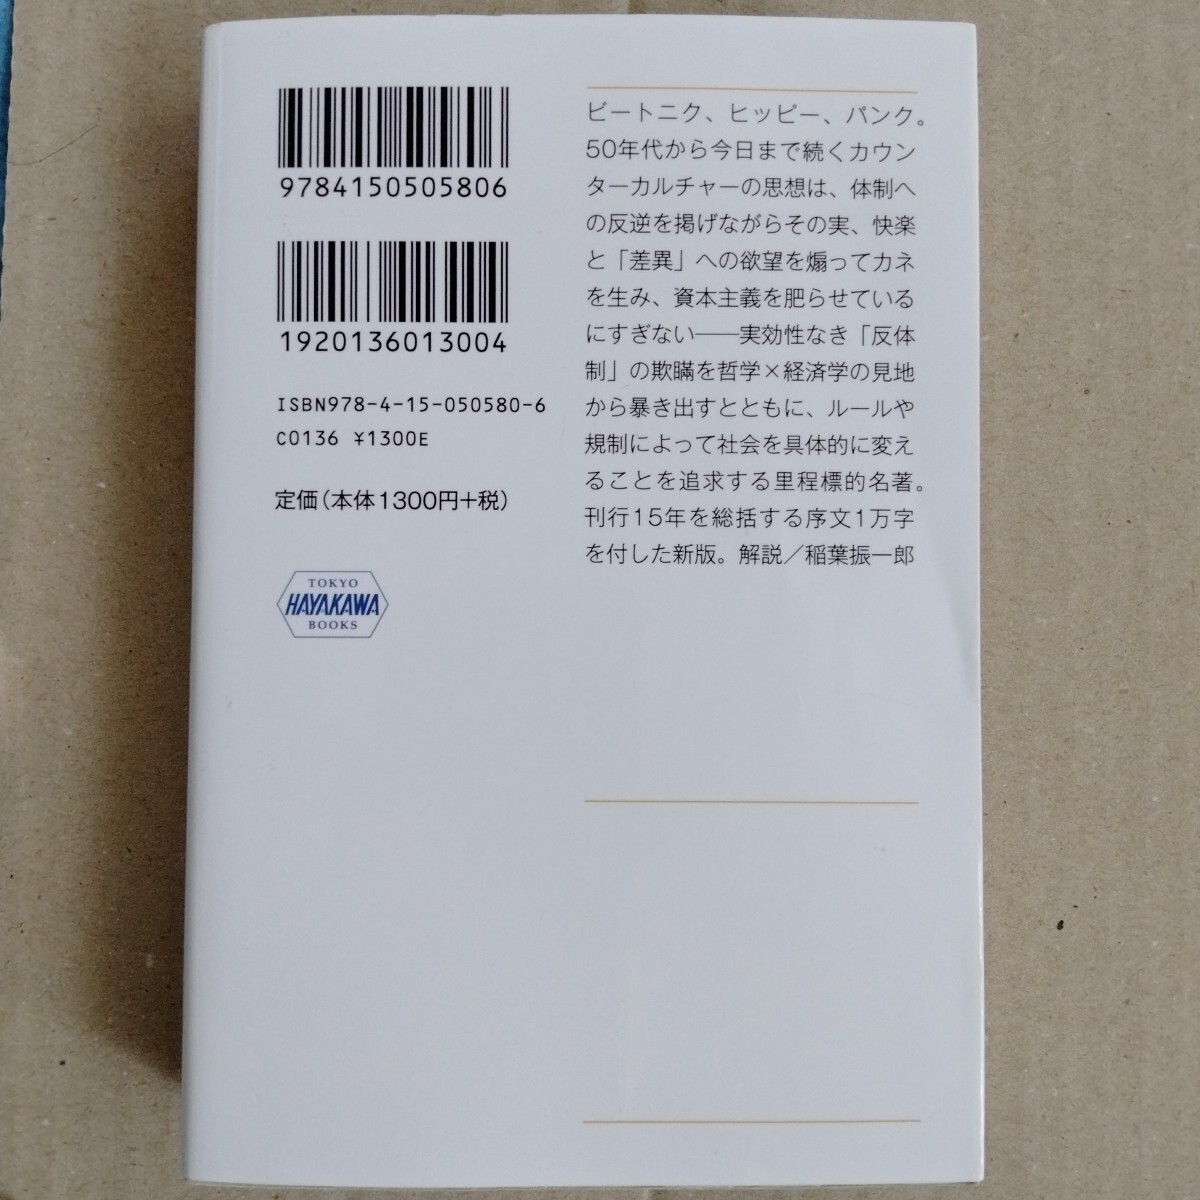 9784150505806
1920136013004
ISBN978-4-15-050580-6
C0136 ¥1300E
定価(本体1300円+税)
TOKYO
HAYAKAWA
BOOKS
ビートニク、ヒッピー、パンク。
50年代から今日まで続くカウン
ターカルチャーの思想は、体制へ
の反逆を掲げながらその実、快楽
と「差異」への欲望を煽ってカネ
を生み、資本主義を肥らせている
にすぎない――実効性なき「反体
制」の欺瞞を哲学×経済学の見地
から暴き出すとともに、ルールや
規制によって社会を具体的に変え
ることを追求する里程標的名著。
刊行15年を総括する序文1万字
を付した新版。解説／稲葉振一郎